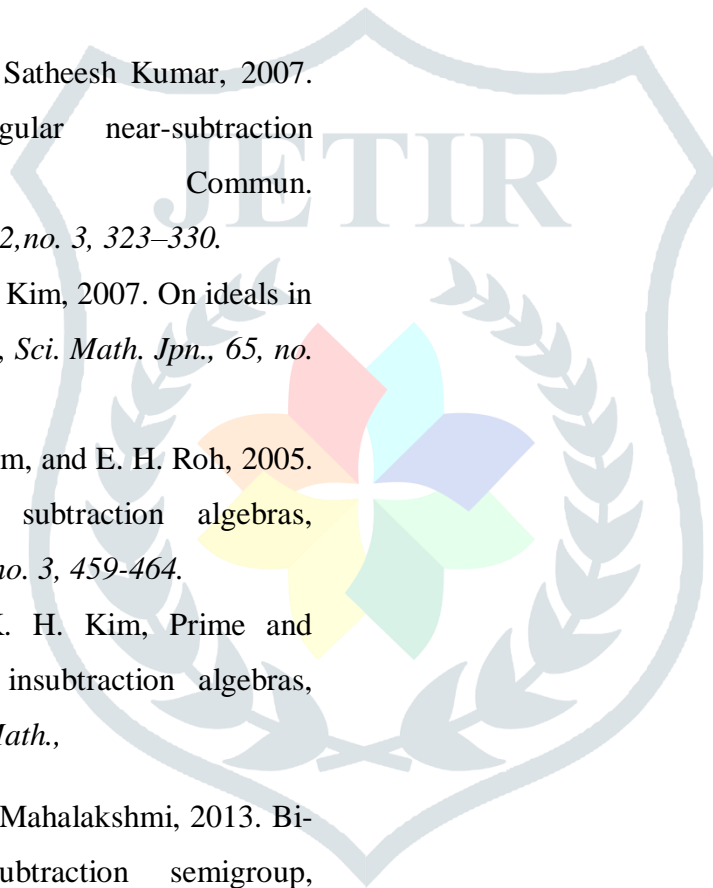 Satheesh Kumar, 2007.
gular near-subtraction
Commun.
2,no. 3, 323–330.
Kim, 2007. On ideals in
, Sci. Math. Jpn., 65, no.
m, and E. H. Roh, 2005.
subtraction algebras,
no. 3, 459-464.
. H. Kim, Prime and
insubtraction algebras,
Math.,
Mahalakshmi, 2013. Bi-
subtraction semigroup,
JETIR